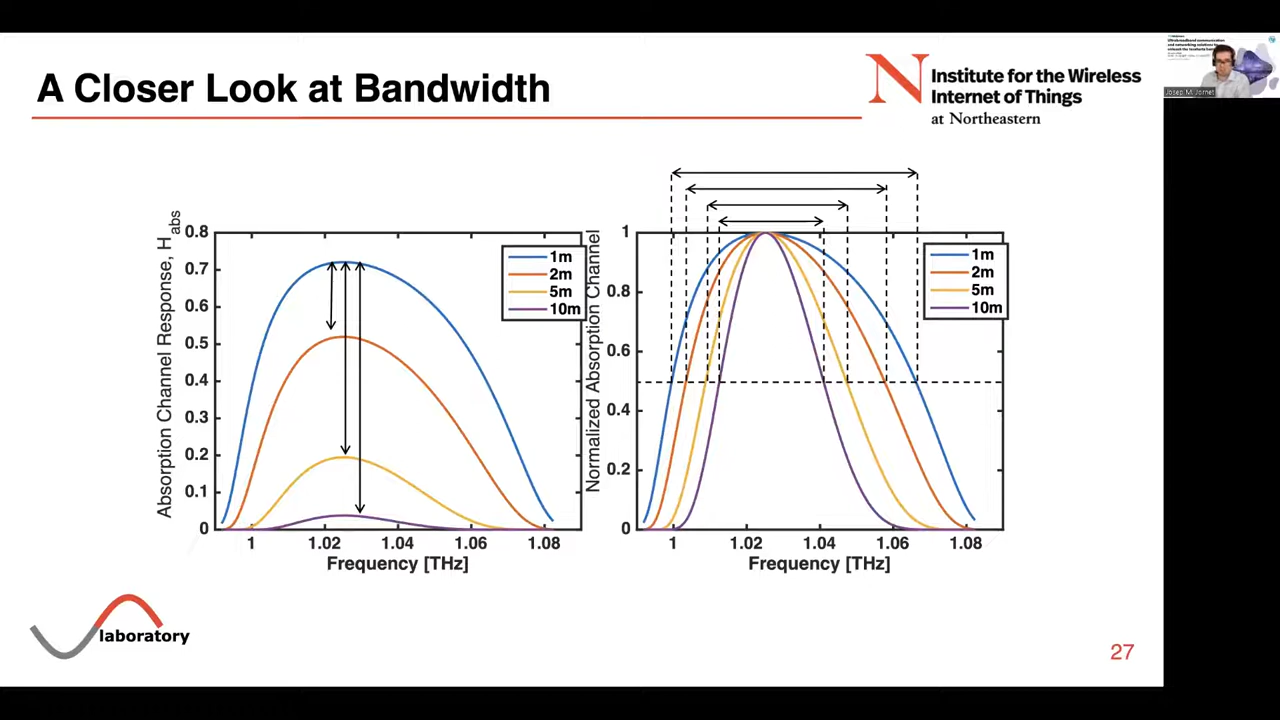 A Closer Look at Bandwidth
N
Institute for the Wireless
Internet of Things
at Northeastern
Josep M. Jornet
Absorption Channel Response, H abs
0.8
0.7
0.6
0.5
0.4
0.3
0.2
0.1
0
1
1.02
1.04
1.06
1.08
Frequency [THz]
1m
2m
5m
10m
Normalized Absorption Channel
1
0.8
0.6
0.4
0.2
0
1
1.02
1.04
1.06
1.08
Frequency [THz]
1m
2m
5m
10m
laboratory
27